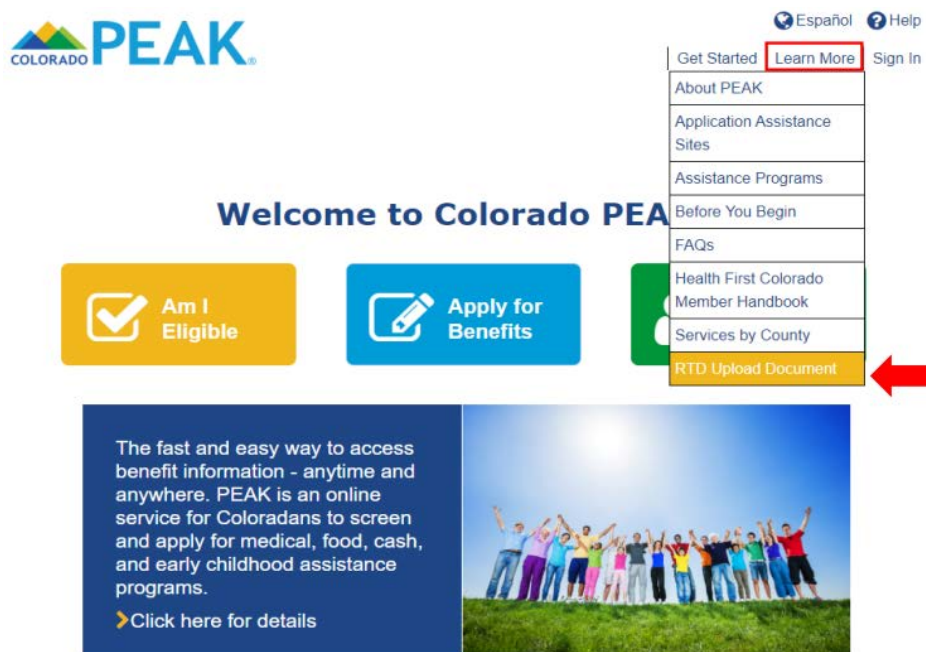 Español Help
COLORADO PEAK®
Get Started Learn More Sign In
About PEAK
Application Assistance
Sites
Assistance Programs
Before You Begin
FAQs
Health First Colorado
Member Handbook
Services by County
RTD Upload Document
Welcome to Colorado PEA
Am I
Eligible
Apply for
Benefits
The fast and easy way to access
benefit information - anytime and
anywhere. PEAK is an online
service for Coloradans to screen
and apply for medical, food, cash,
and early childhood assistance
programs.
Click here for details